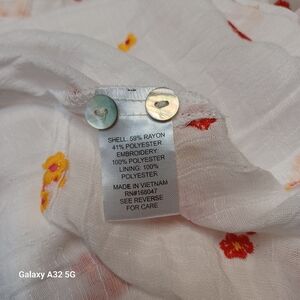 SHELL: 59% RAYON
41% POLYESTER
EMBROIDERY:
100% POLYESTER
LINING: 100%
POLYESTER
MADE IN VIETNAM
RN#168047
SEE REVERSE
FOR CARE
Galaxy A32 5G